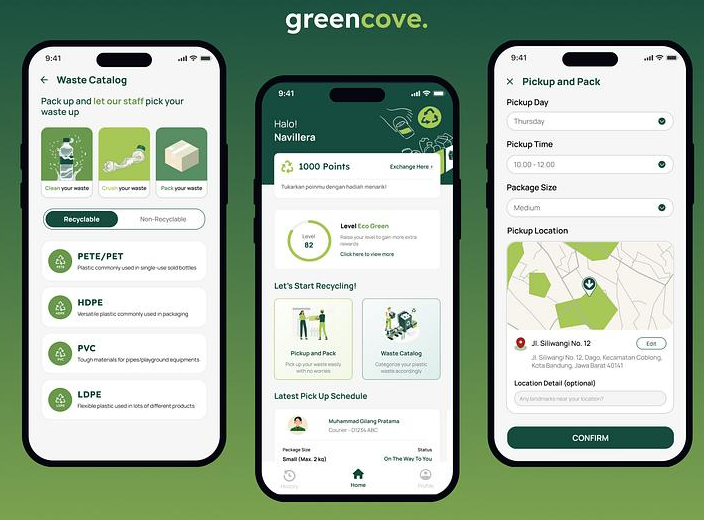 greencove.
9:41
Waste Catalog
Pack up and let our staff pick your
waste up
Clean your waste
Crush your waste
Pack your waste
Recyclable
Non-Recyclable
PETE/PET
Plastic commonly used in single-use sold bottles
HDPE
Versatile plastic commonly used in packaging
PVC
Tough materials for pipes/playground equipments
LDPE
Flexible plastic used in lots of different products
9:41
Halo!
Navillera
1000 Points
Exchange Here ›
Tukarkan poinmu dengan hadiah menarik!
Level
82
Level Eco Green
Raise your level to gain more extra
rewards
Click here to view more
Let's Start Recycling!
Pickup and Pack
Pick up your waste easily
with no worries
Waste Catalog
Categorize your plastic
waste accordingly
Latest Pick Up Schedule
Muhammad Gilang Pratama
Courier - D1234 ABC
Package Size
Small (Max. 2 kg)
Status
On The Way To You
History
Home
Profile
9:41
Pickup and Pack
Pickup Day
Thursday
Pickup Time
10.00 - 12.00
Package Size
Medium
Pickup Location
Jl. Siliwangi No. 12
Edit
Jl. Siliwangi No. 12, Dago, Kecamatan Coblong,
Kota Bandung, Jawa Barat 40141
Location Detail (optional)
Any landmarks near your location?
CONFIRM